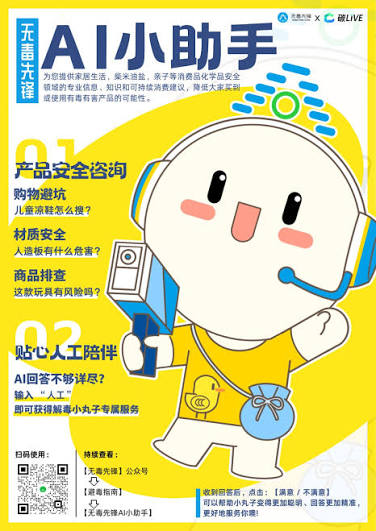 无毒先锋 × 碳LIVE
无毒先锋
AI小助手
为您提供家居生活，柴米油盐，亲子等消费品化学品安全
领域的专业信息、知识和可持续消费建议，降低大家买到
或使用有毒有害产品的可能性。
01
产品安全咨询
购物避坑
儿童凉鞋怎么搜？
材质安全
人造板有什么危害？
商品排查
这款玩具有风险吗？
02
贴心人工陪伴
AI回答不够详尽？
输入 “人工”
即可获得解毒小丸子专属服务
扫码使用：
持续查看：
【无毒先锋】公众号
【避毒指南】
【无毒先锋AI小助手】
收到回答后，点击：【满意 / 不满意】
可以帮助小丸子变得更加聪明、回答更加精准，
更好地服务你哦！